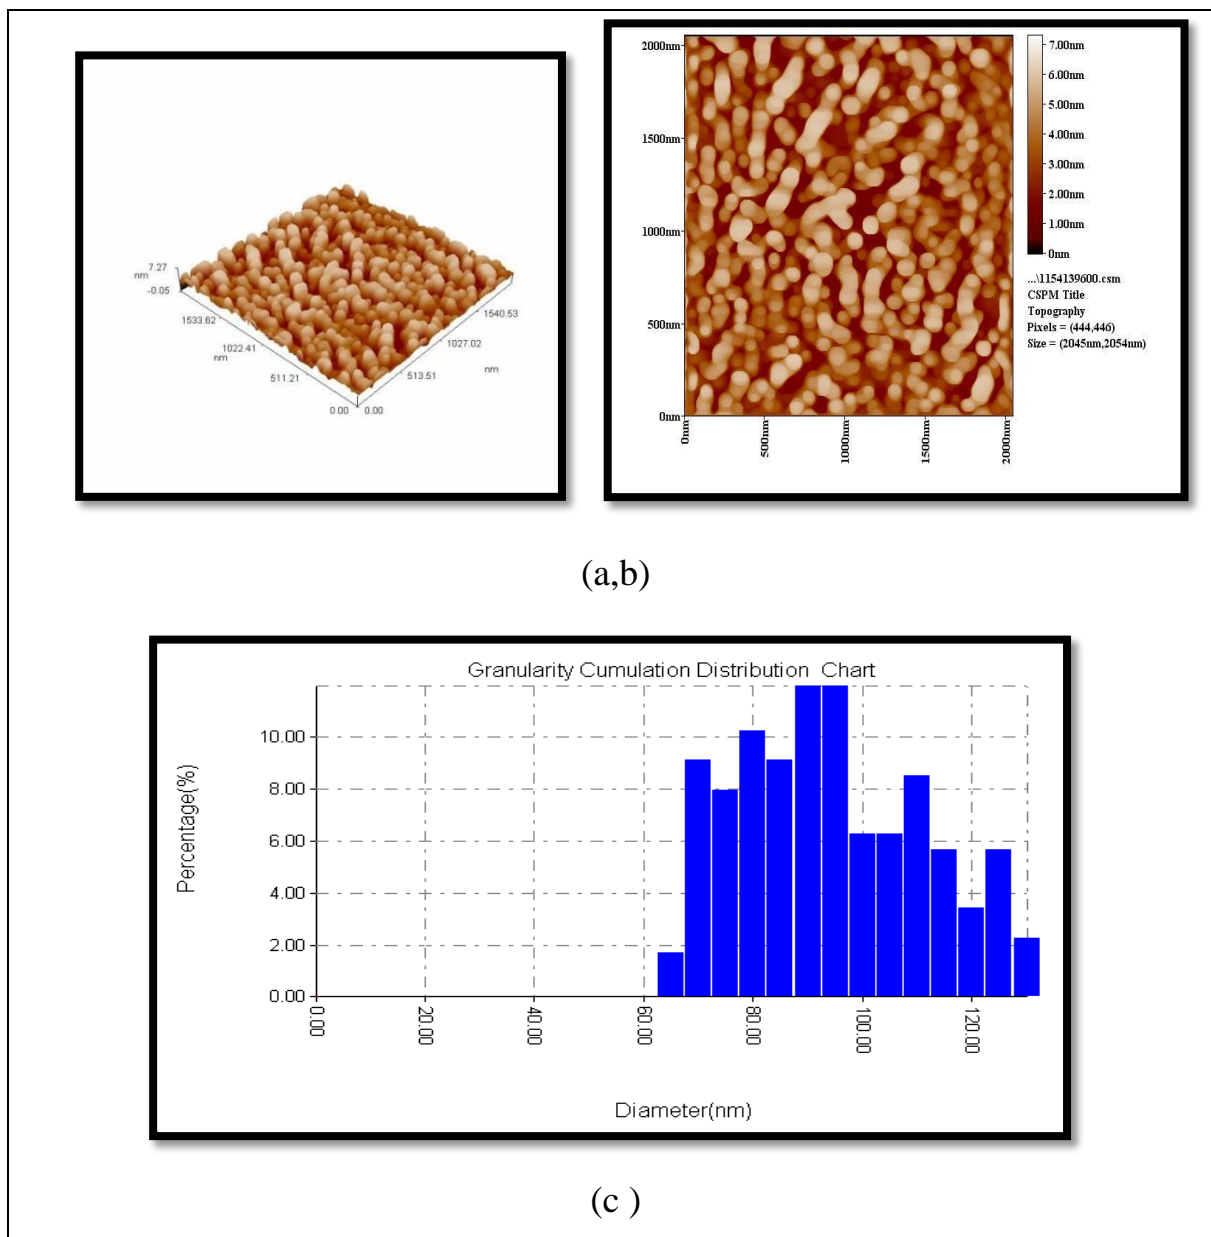 7.27
nm
-0.05
1533.62
1022.41
nm
511.21
0.00
0.00
513.51
nm
1027.02
1540.53
2000nm
1500nm
1000nm
500nm
0nm
0nm
500nm
1000nm
1500nm
2000nm
7.00nm
6.00nm
5.00nm
4.00nm
3.00nm
2.00nm
1.00nm
0nm
...\1154139600.csm
CSPM Title
Topography
Pixels = (444,446)
Size = (2045nm,2054nm)
(a,b)
Granularity Cumulation Distribution Chart
Percentage(%)
10.00
8.00
6.00
4.00
2.00
0.00
0.00
20.00
40.00
60.00
80.00
100.00
120.00
Diameter(nm)
(c )